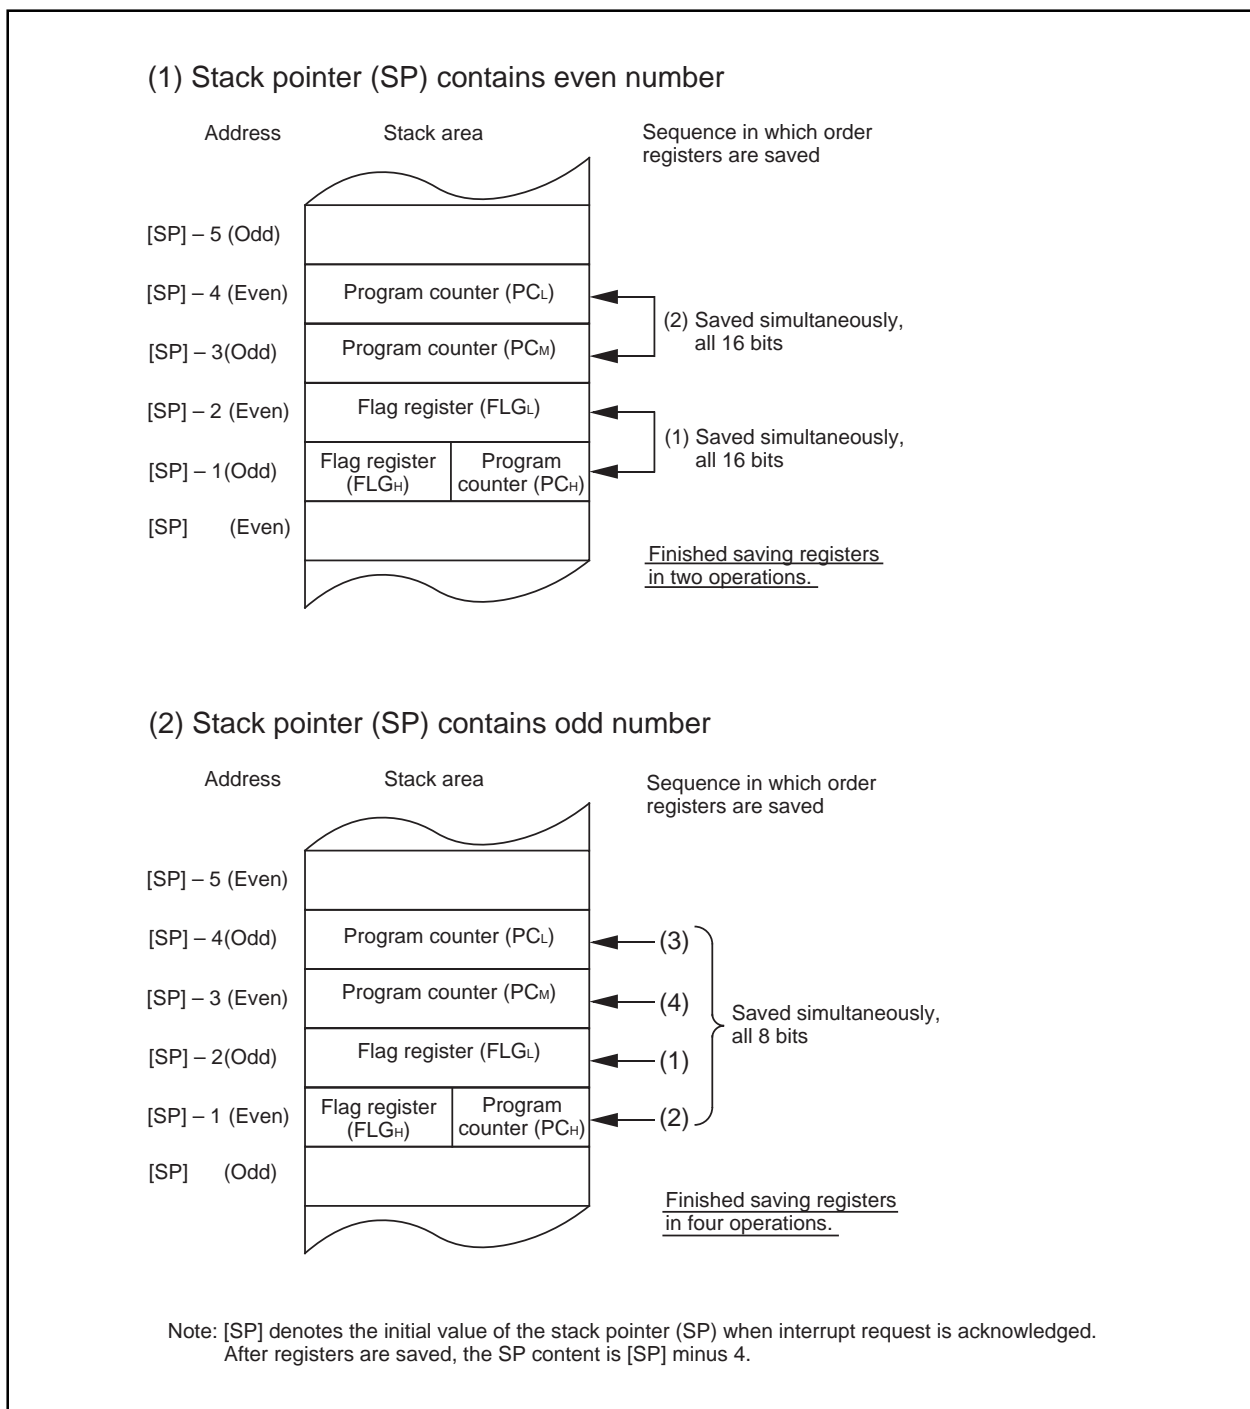 (1) Stack pointer (SP) contains even number
Address
Stack area
Sequence in which order
registers are saved
[SP] – 5 (Odd)
[SP] – 4 (Even)
Program counter (PCL)
[SP] – 3(Odd)
Program counter (PCM)
(2) Saved simultaneously,
all 16 bits
[SP] – 2 (Even)
Flag register (FLGL)
[SP] – 1(Odd)
Flag register
(FLGH)
Program
counter (PCH)
(1) Saved simultaneously,
all 16 bits
[SP] (Even)
Finished saving registers
in two operations.
(2) Stack pointer (SP) contains odd number
Address
Stack area
Sequence in which order
registers are saved
[SP] – 5 (Even)
[SP] – 4(Odd)
Program counter (PCL)
(3)
[SP] – 3 (Even)
Program counter (PCM)
(4)
Saved simultaneously,
all 8 bits
[SP] – 2(Odd)
Flag register (FLGL)
(1)
[SP] – 1 (Even)
Flag register
(FLGH)
Program
counter (PCH)
(2)
[SP] (Odd)
Finished saving registers
in four operations.
Note: [SP] denotes the initial value of the stack pointer (SP) when interrupt request is acknowledged.
After registers are saved, the SP content is [SP] minus 4.